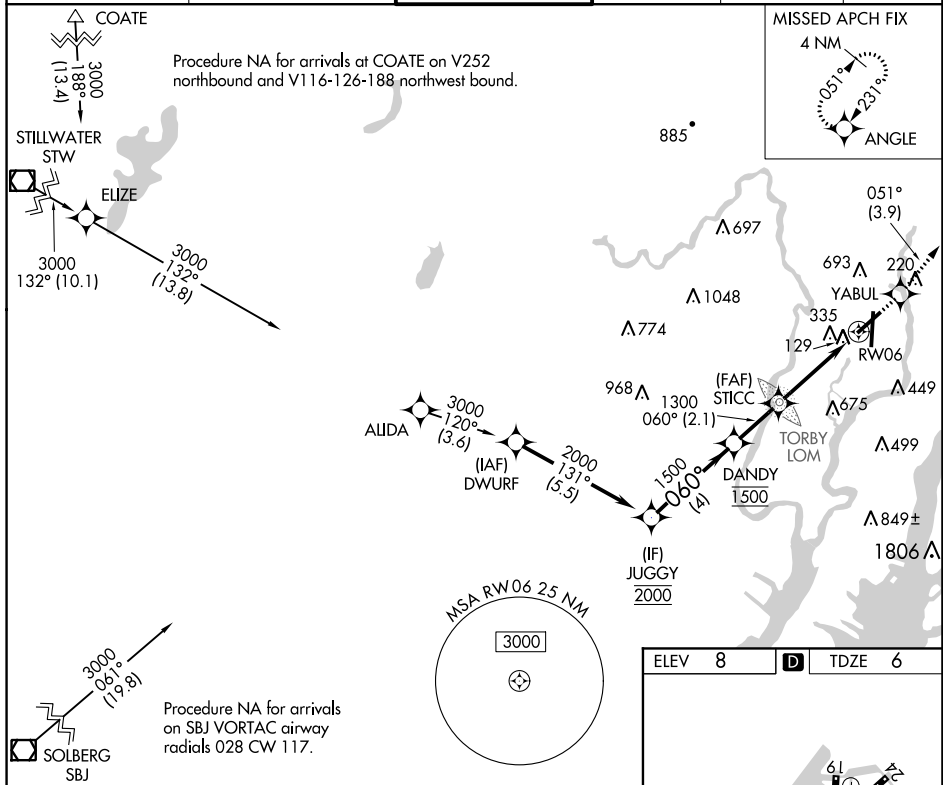 COATE
3000
188°
(13.4)
Procedure NA for arrivals at COATE on V252
northbound and V116-126-188 northwest bound.
MISSED APCH FIX
4 NM
051°
231°
ANGLE
STILLWATER
STW
ELIZE
3000
132° (10.1)
3000
132°
(13.8)
885
051°
(3.9)
697
693
220
YABUL
1048
774
335
129
RW06
968
(FAF)
STICC
1300
060° (2.1)
449
675
TORBY
LOM
499
ALIDA
3000
120°
(3.6)
(IAF)
DWURF
2000
131°
(5.5)
1500
060°
(4)
DANDY
1500
849±
1806
(IF)
JUGGY
2000
MSA RW06 25 NM
3000
ELEV 8
D
TDZE 6
3000
061°
(19.8)
Procedure NA for arrivals
on SBJ VORTAC airway
radials 028 CW 117.
SOLBERG
SBJ
19
24